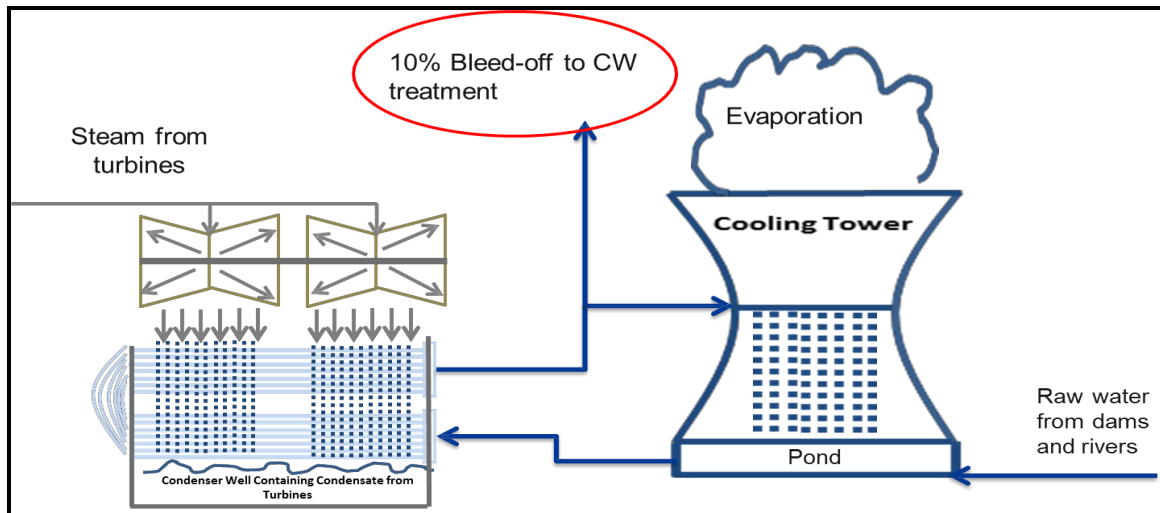 10% Bleed-off to CW
treatment
Evaporation
Steam from
turbines
Cooling Tower
Raw water
from dams
and rivers
Pond
Condenser Well Containing Condensate from
Turbines